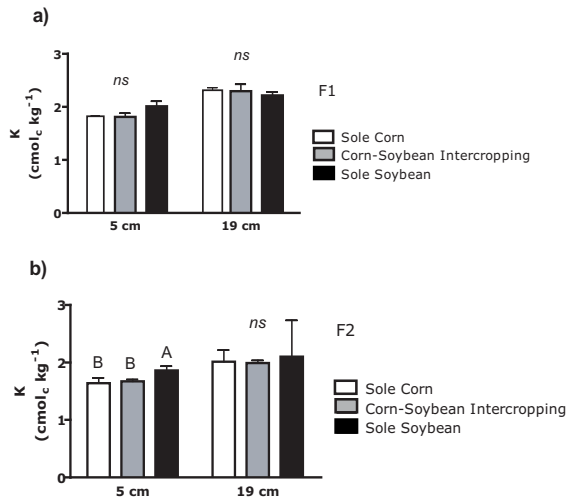 a)
3
2
1
0
K
(cmol_c kg^-1)
ns
ns
5 cm
19 cm
F1
Sole Corn
Corn-Soybean Intercropping
Sole Soybean
b)
3
2
1
0
K
(cmol_c kg^-1)
B B A
ns
5 cm
19 cm
F2
Sole Corn
Corn-Soybean Intercropping
Sole Soybean